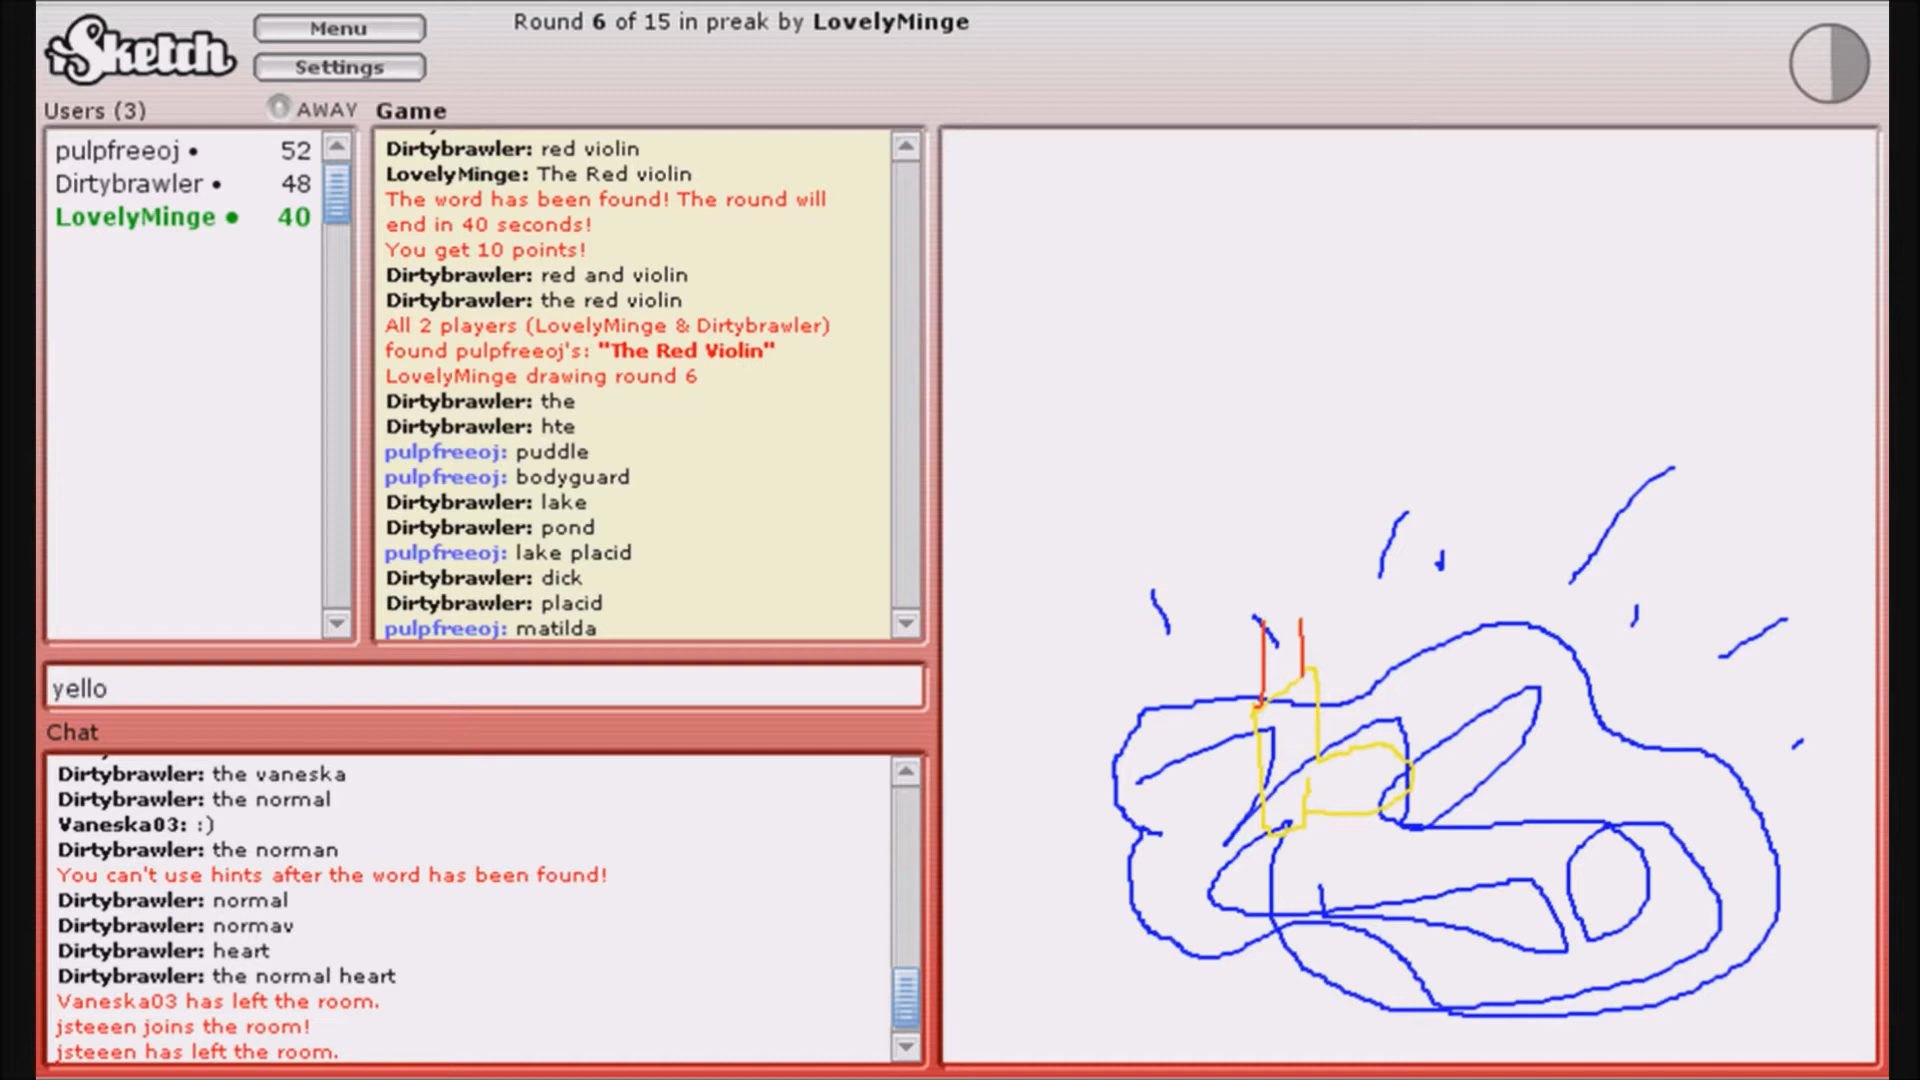 iSketch
Menu
Settings
Round 6 of 15 in preak by LovelyMinge
Users (3)
AWAY
pulpfreeoj • 52
Dirtybrawler • 48
LovelyMinge • 40
Game
Dirtybrawler: red violin
LovelyMinge: The Red violin
The word has been found! The round will
end in 40 seconds!
You get 10 points!
Dirtybrawler: red and violin
Dirtybrawler: the red violin
All 2 players (LovelyMinge & Dirtybrawler)
found pulpfreeoj's: "The Red Violin"
LovelyMinge drawing round 6
Dirtybrawler: the
Dirtybrawler: hte
pulpfreeoj: puddle
pulpfreeoj: bodyguard
Dirtybrawler: lake
Dirtybrawler: pond
pulpfreeoj: lake placid
Dirtybrawler: dick
Dirtybrawler: placid
pulpfreeoj: matilda
yello
Chat
Dirtybrawler: the vaneska
Dirtybrawler: the normal
Vaneska03: :)
Dirtybrawler: the norman
You can't use hints after the word has been found!
Dirtybrawler: normal
Dirtybrawler: normav
Dirtybrawler: heart
Dirtybrawler: the normal heart
Vaneska03 has left the room.
jsteeen joins the room!
jsteeen has left the room.